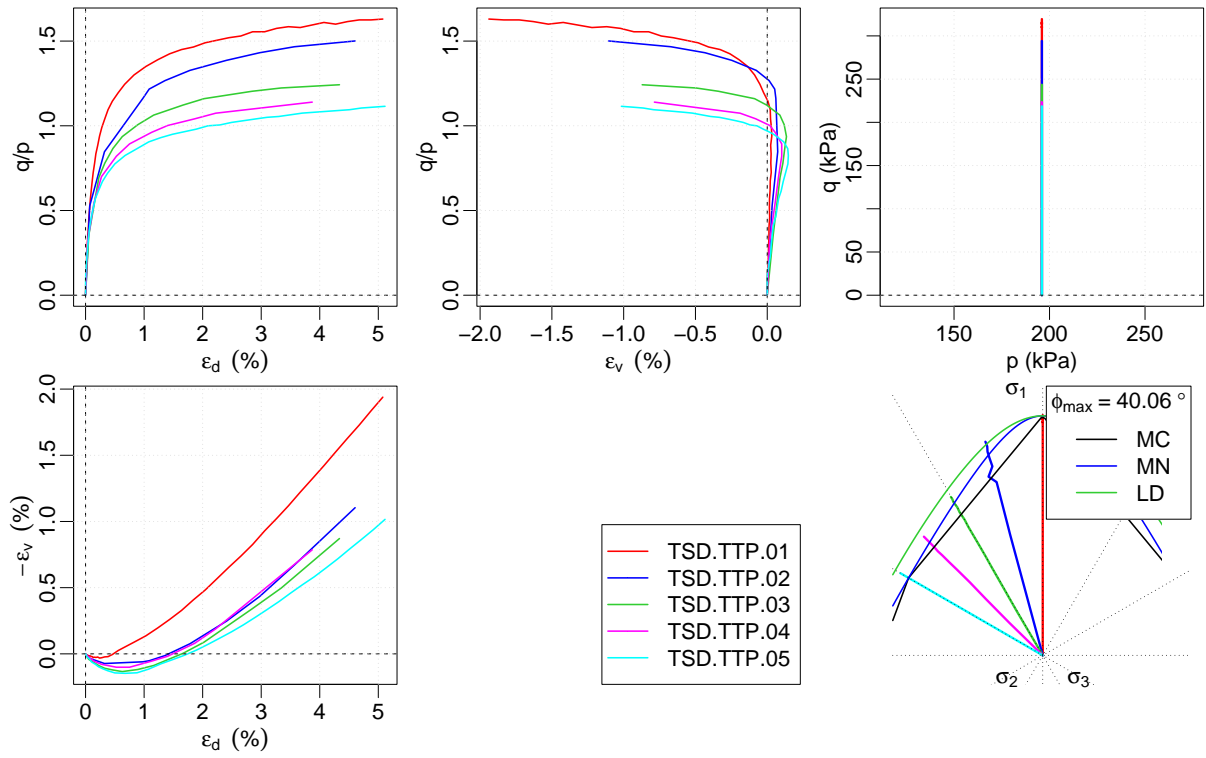 0.0 0.5 1.0 1.5
q/p
0 1 2 3 4 5
εd (%)
0.0 0.5 1.0 1.5
q/p
−2.0 −1.5 −1.0 −0.5 0.0
εv (%)
0 50 150 250
q (kPa)
150 200 250
p (kPa)
0.0 0.5 1.0 1.5 2.0
−εv (%)
0 1 2 3 4 5
εd (%)
TSD.TTP.01
TSD.TTP.02
TSD.TTP.03
TSD.TTP.04
TSD.TTP.05
σ1
ϕmax = 40.06 °
MC
MN
LD
σ2 σ3